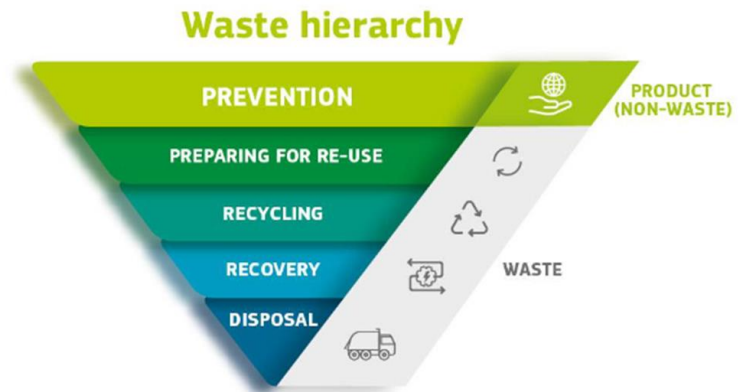 Waste hierarchy
PREVENTION
PRODUCT
(NON-WASTE)
PREPARING FOR RE-USE
RECYCLING
RECOVERY
WASTE
DISPOSAL